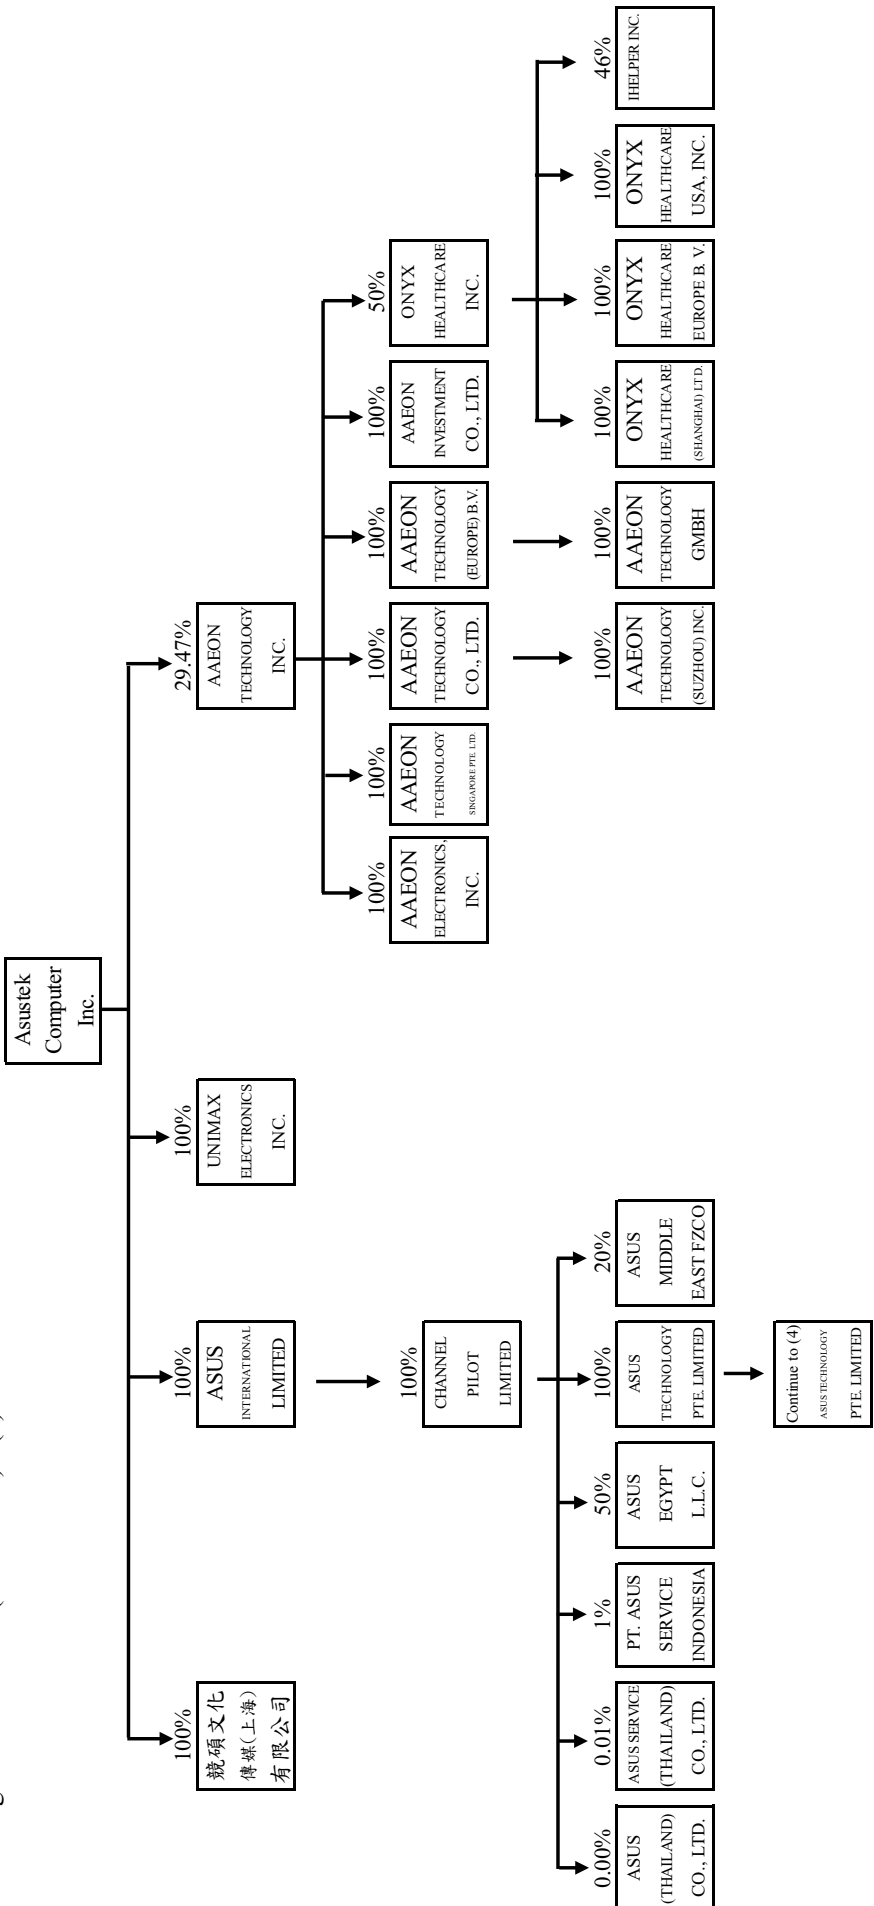 Asustek
Computer
Inc.
100%
競碩文化
傳媒(上海)
有限公司
100%
ASUS
INTERNATIONAL
LIMITED
100%
UNIMAX
ELECTRONICS
INC.
29.47%
AAEON
TECHNOLOGY
INC.
100%
CHANNEL
PILOT
LIMITED
100%
AAEON
ELECTRONICS,
INC.
100%
AAEON
TECHNOLOGY
SINGAPORE PTE. LTD.
100%
AAEON
TECHNOLOGY
CO., LTD.
100%
AAEON
TECHNOLOGY
(EUROPE) B.V.
100%
AAEON
INVESTMENT
CO., LTD.
50%
ONYX
HEALTHCARE
INC.
0.00%
ASUS
(THAILAND)
CO., LTD.
0.01%
ASUS SERVICE
(THAILAND)
CO., LTD.
1%
PT. ASUS
SERVICE
INDONESIA
50%
ASUS
EGYPT
L.L.C.
100%
ASUS
TECHNOLOGY
PTE. LIMITED
20%
ASUS
MIDDLE
EAST FZCO
100%
AAEON
TECHNOLOGY
(SUZHOU) INC.
100%
AAEON
TECHNOLOGY
GMBH
100%
ONYX
HEALTHCARE
(SHANGHAI) LTD.
100%
ONYX
HEALTHCARE
EUROPE B. V.
100%
ONYX
HEALTHCARE
USA, INC.
46%
IHELPER INC.
Continue to (4)
ASUS TECHNOLOGY
PTE. LIMITED